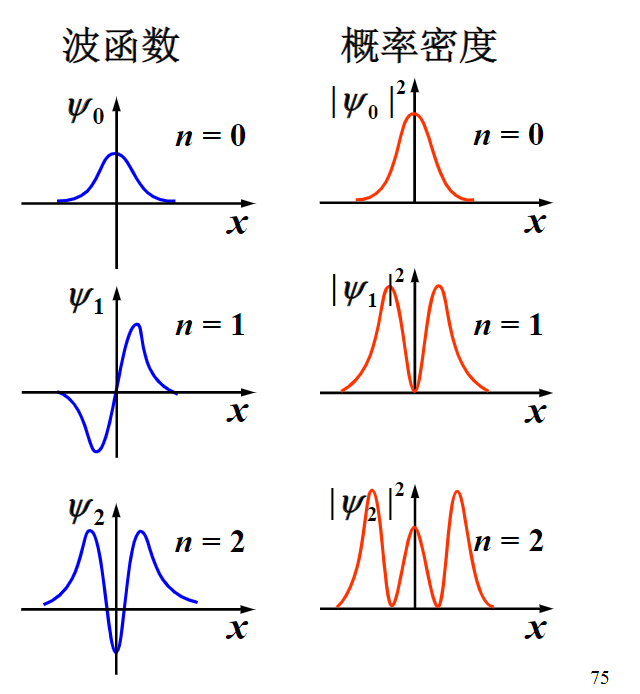 波函数 概率密度
ψ₀ n = 0 x
|ψ₀|² n = 0 x
ψ₁ n = 1 x
|ψ₁|² n = 1 x
ψ₂ n = 2 x
|ψ₂|² n = 2 x
75